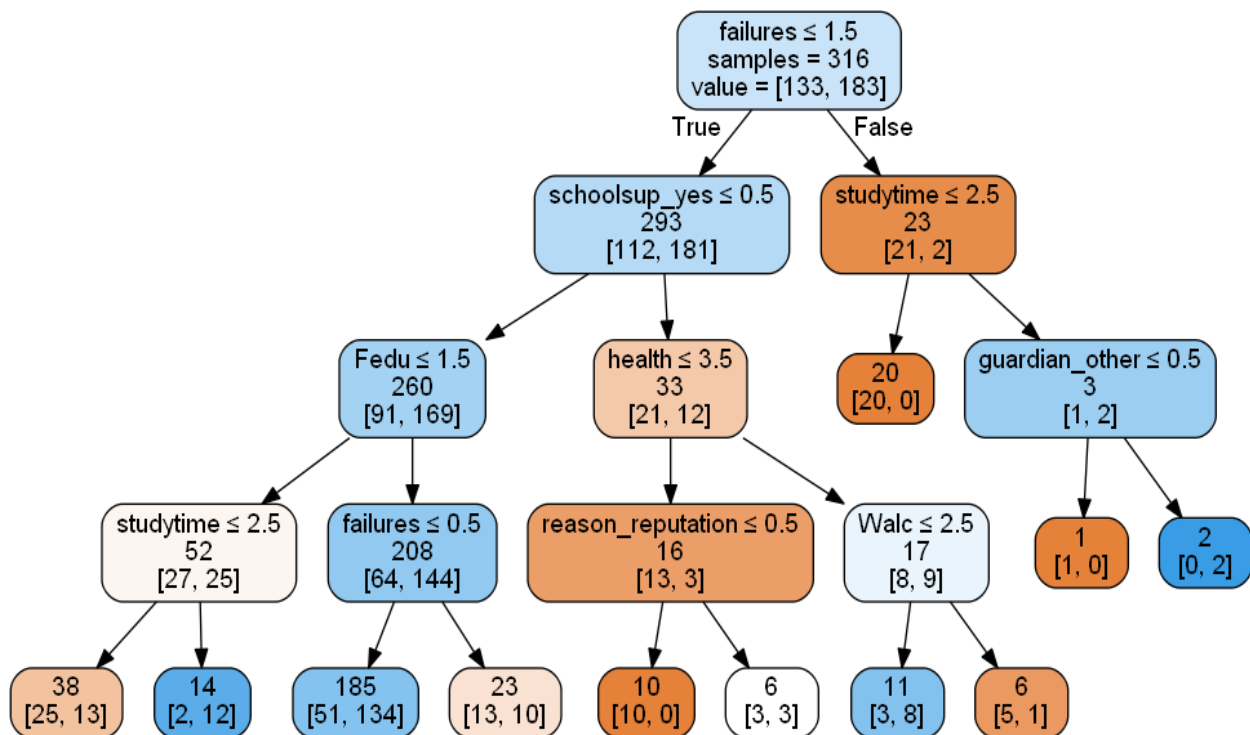 failures ≤ 1.5
samples = 316
value = [133, 183]
True
False
schoolsup_yes ≤ 0.5
293
[112, 181]
studytime ≤ 2.5
23
[21, 2]
Fedu ≤ 1.5
260
[91, 169]
health ≤ 3.5
33
[21, 12]
20
[20, 0]
guardian_other ≤ 0.5
3
[1, 2]
studytime ≤ 2.5
52
[27, 25]
failures ≤ 0.5
208
[64, 144]
reason_reputation ≤ 0.5
16
[13, 3]
Walc ≤ 2.5
17
[8, 9]
1
[1, 0]
2
[0, 2]
38
[25, 13]
14
[2, 12]
185
[51, 134]
23
[13, 10]
10
[10, 0]
6
[3, 3]
11
[3, 8]
6
[5, 1]